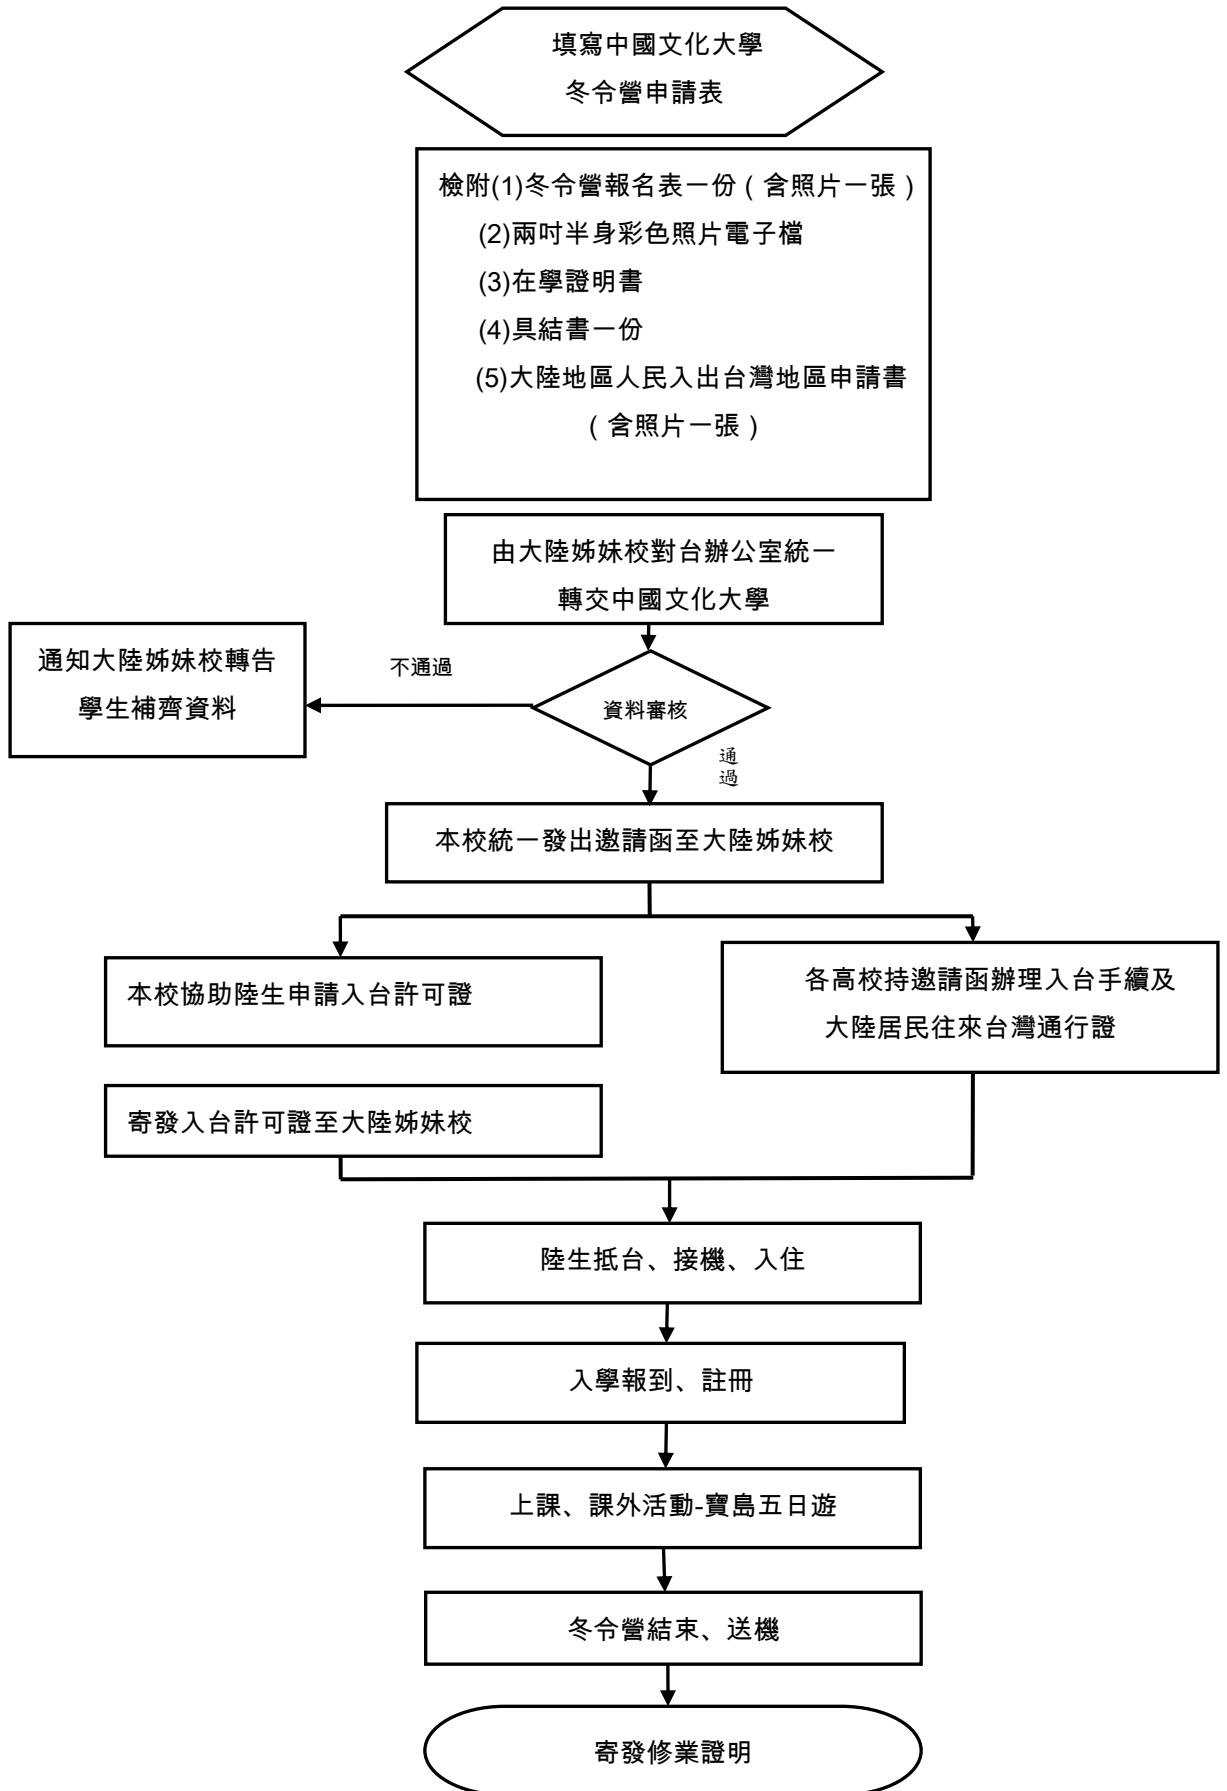 填寫中國文化大學
冬令營申請表
檢附(1)冬令營報名表一份（含照片一張）
(2)兩吋半身彩色照片電子檔
(3)在學證明書
(4)具結書一份
(5)大陸地區人民入出台灣地區申請書
（含照片一張）
由大陸姊妹校對台辦公室統一
轉交中國文化大學
通知大陸姊妹校轉告
學生補齊資料
不通過
資料審核
通
過
本校統一發出邀請函至大陸姊妹校
本校協助陸生申請入台許可證
各高校持邀請函辦理入台手續及
大陸居民往來台灣通行證
寄發入台許可證至大陸姊妹校
陸生抵台、接機、入住
入學報到、註冊
上課、課外活動-寶島五日遊
冬令營結束、送機
寄發修業證明